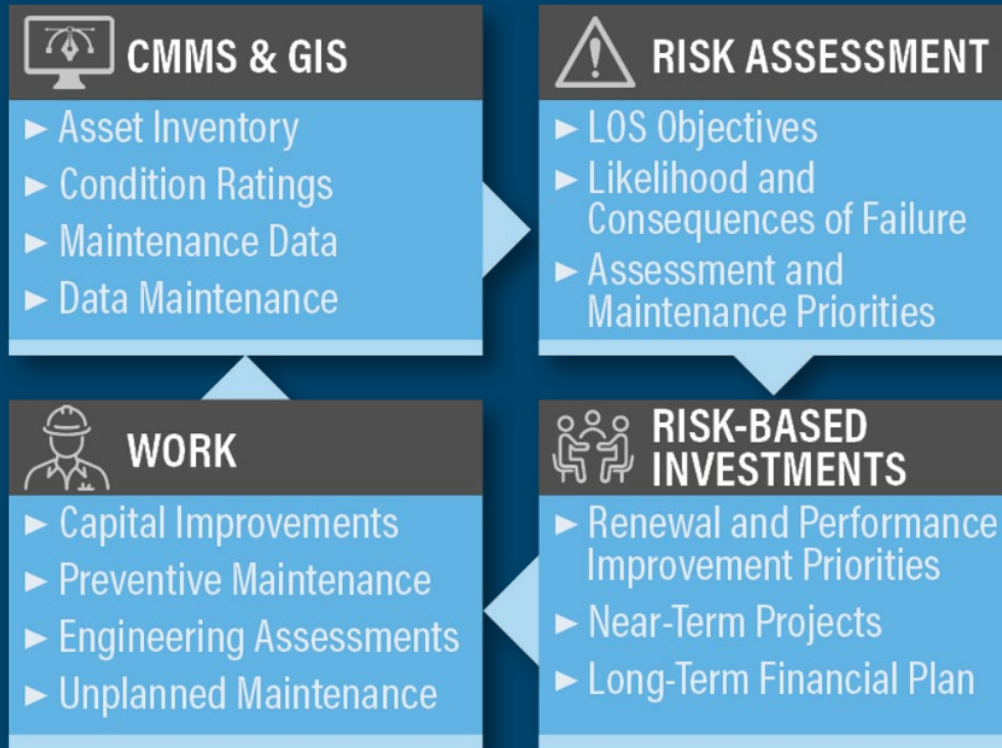 CMMS & GIS
► Asset Inventory
► Condition Ratings
► Maintenance Data
► Data Maintenance
RISK ASSESSMENT
► LOS Objectives
► Likelihood and
Consequences of Failure
► Assessment and
Maintenance Priorities
WORK
► Capital Improvements
► Preventive Maintenance
► Engineering Assessments
► Unplanned Maintenance
RISK-BASED
INVESTMENTS
► Renewal and Performance
Improvement Priorities
► Near-Term Projects
► Long-Term Financial Plan